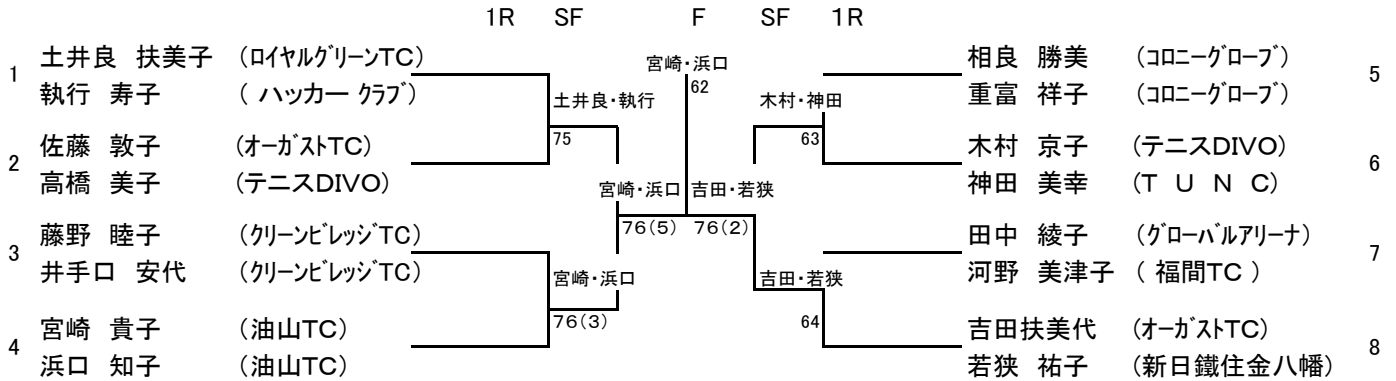 1R SF F SF 1R
1 土井良 扶美子 (ﾛｲﾔﾙｸﾞﾘｰﾝTC)
執行 寿子 ( ﾊｯｶｰ ｸﾗﾌﾞ)
2 佐藤 敦子 (ｵｰｶﾞｽﾄTC)
高橋 美子 (テニスDIVO)
3 藤野 睦子 (ｸﾘｰﾝﾋﾞﾚｯｼﾞTC)
井手口 安代 (ｸﾘｰﾝﾋﾞﾚｯｼﾞTC)
4 宮崎 貴子 (油山TC)
浜口 知子 (油山TC)
土井良・執行
75
宮崎・浜口
76(3)
宮崎・浜口
76(5)
宮崎・浜口
62
吉田・若狭
76(2)
木村・神田
63
吉田・若狭
64
相良 勝美 (ｺﾛﾆｰｸﾞﾛｰﾌﾞ) 5
重富 祥子 (ｺﾛﾆｰｸﾞﾛｰﾌﾞ)
木村 京子 (テニスDIVO) 6
神田 美幸 (T U N C)
田中 綾子 (ｸﾞﾛｰﾊﾞﾙアリーナ) 7
河野 美津子 ( 福間TC )
吉田扶美代 (ｵｰｶﾞｽﾄTC) 8
若狭 祐子 (新日鐵住金八幡)